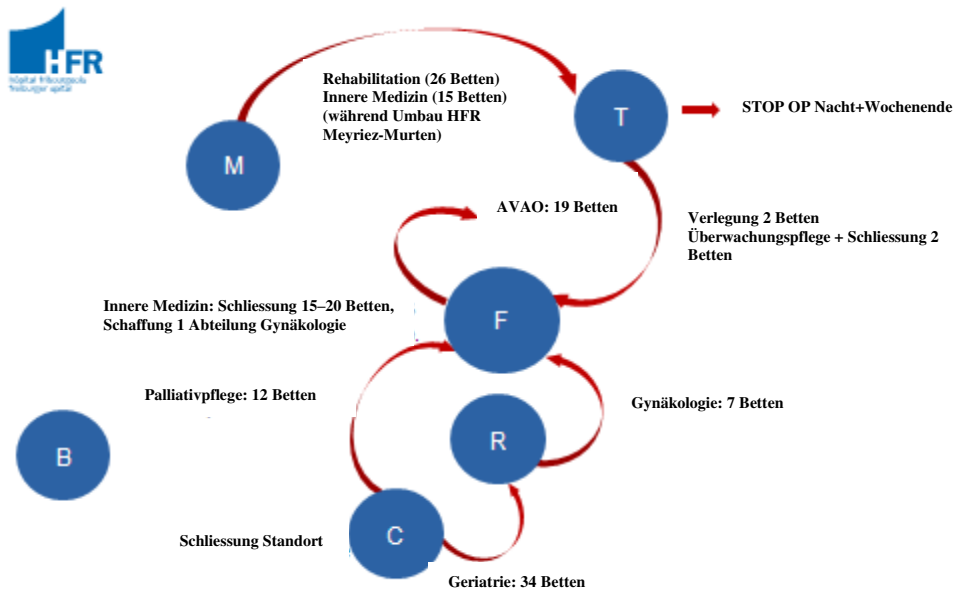 HFR
hôpital fribourgeois
freiburger spital
Rehabilitation (26 Betten)
Innere Medizin (15 Betten)
(während Umbau HFR
Meyriez-Murten)
T
STOP OP Nacht+Wochenende
M
AVAO: 19 Betten
Verlegung 2 Betten
Überwachungspflege + Schliessung 2
Betten
Innere Medizin: Schliessung 15–20 Betten,
Schaffung 1 Abteilung Gynäkologie
F
Palliativpflege: 12 Betten
Gynäkologie: 7 Betten
R
B
Schliessung Standort
C
Geriatrie: 34 Betten